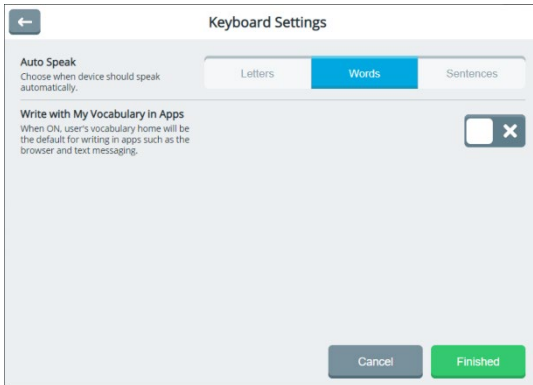 Keyboard Settings
Auto Speak
Choose when device should speak
automatically.
Letters
Words
Sentences
Write with My Vocabulary in Apps
When ON, user's vocabulary home will be
the default for writing in apps such as the
browser and text messaging.
Cancel
Finished